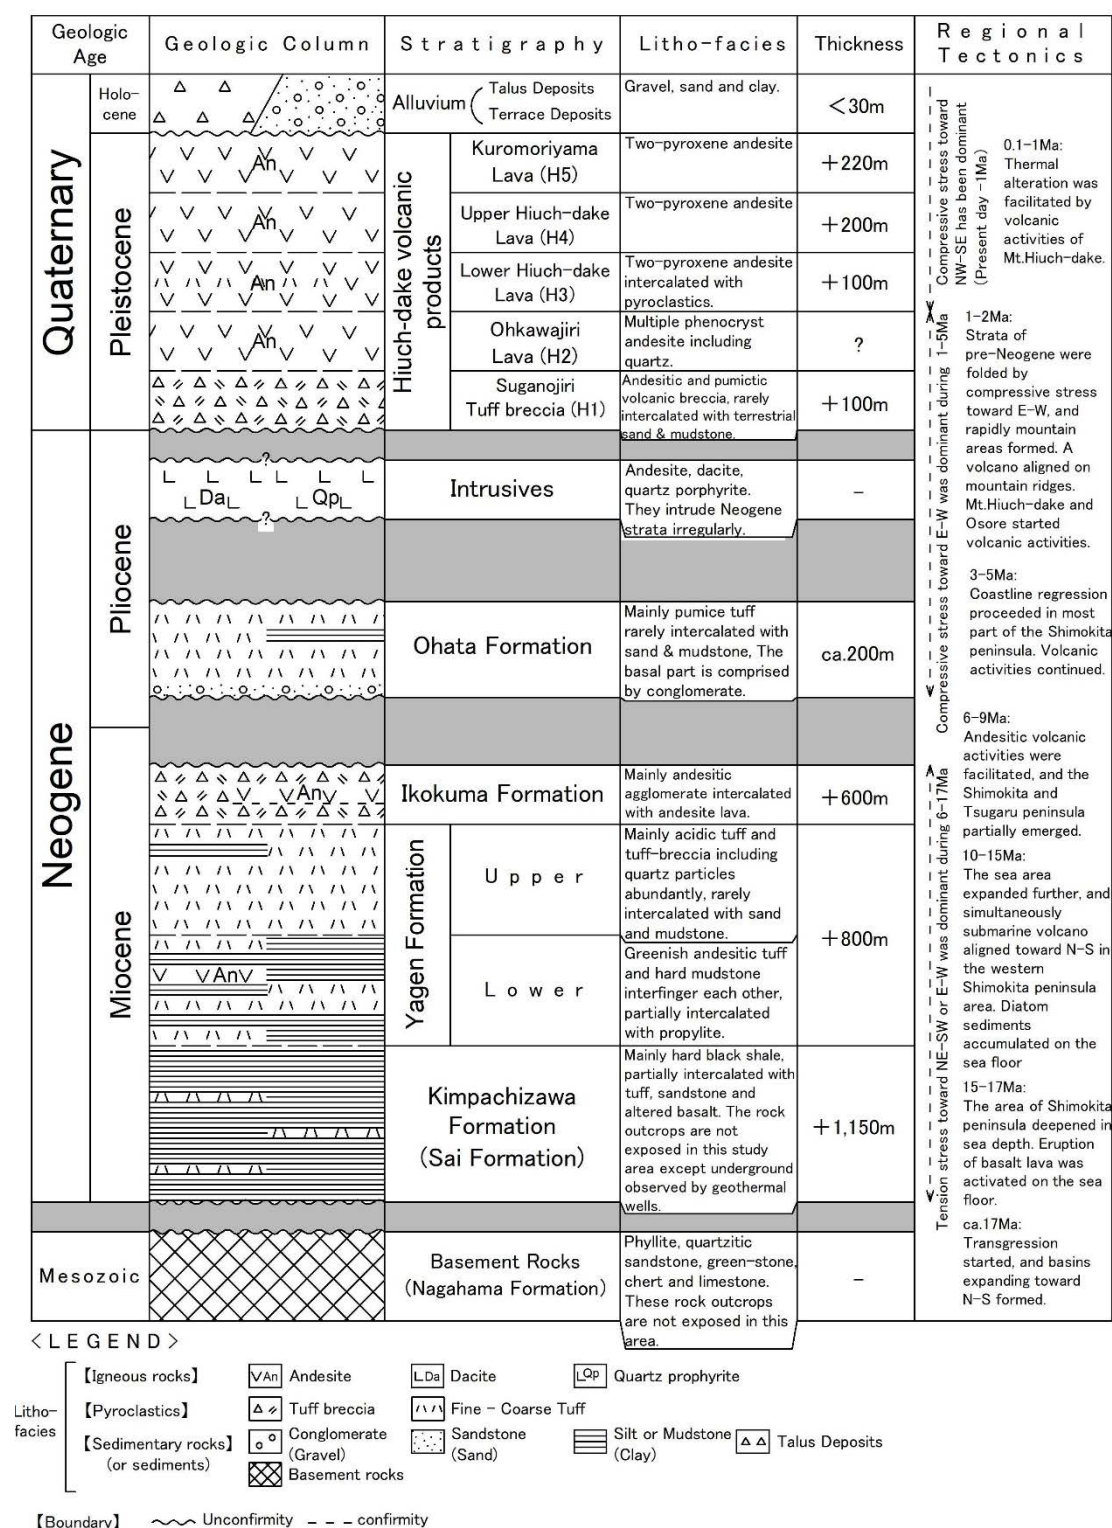 Geologic
Age
Geologic Column
Stratigraphy
Litho-facies
Thickness
Regional
Tectonics
Quaternary
Holo-
cene
Alluvium
Talus Deposits
Terrace Deposits
Gravel, sand and clay.
<30m
Pleistocene
Hiuch-dake volcanic
products
An
Kuromoriyama
Lava (H5)
Two-pyroxene andesite
+220m
An
Upper Hiuch-dake
Lava (H4)
Two-pyroxene andesite
+200m
An
Lower Hiuch-dake
Lava (H3)
Two-pyroxene andesite
intercalated with
pyroclastics.
+100m
An
Ohkawajiri
Lava (H2)
Multiple phenocryst
andesite including
quartz.
?
Suganojiri
Tuff breccia (H1)
Andesitic and pumictic
volcanic breccia, rarely
intercalated with terrestrial
sand & mudstone.
+100m
Neogene
Pliocene
?
Da
Qp
?
Intrusives
Andesite, dacite,
quartz porphyrite.
They intrude Neogene
strata irregularly.
–
Ohata Formation
Mainly pumice tuff
rarely intercalated with
sand & mudstone, The
basal part is comprised
by conglomerate.
ca.200m
Miocene
An
Ikokuma Formation
Mainly andesitic
agglomerate intercalated
with andesite lava.
+600m
Yagen Formation
Upper
Mainly acidic tuff and
tuff-breccia including
quartz particles
abundantly, rarely
intercalated with sand
and mudstone.
+800m
An
Lower
Greenish andesitic tuff
and hard mudstone
interfinger each other,
partially intercalated
with propylite.
Kimpachizawa
Formation
(Sai Formation)
Mainly hard black shale,
partially intercalated with
tuff, sandstone and
altered basalt. The rock
outcrops are not
exposed in this study
area except underground
observed by geothermal
wells.
+1,150m
Mesozoic
Basement Rocks
(Nagahama Formation)
Phyllite, quartzitic
sandstone, green-stone,
chert and limestone.
These rock outcrops
are not exposed in this
area.
–
Compressive stress toward
NW-SE has been dominant
(Present day -1Ma)
0.1-1Ma:
Thermal
alteration was
facilitated by
volcanic
activities of
Mt.Hiuch-dake.
Compressive stress toward E-W was dominant during 1-5Ma
1-2Ma:
Strata of
pre-Neogene were
folded by
compressive stress
toward E-W, and
rapidly mountain
areas formed. A
volcano aligned on
mountain ridges.
Mt.Hiuch-dake and
Osore started
volcanic activities.
3-5Ma:
Coastline regression
proceeded in most
part of the Shimokita
peninsula. Volcanic
activities continued.
Tension stress toward NE-SW or E-W was dominant during 6-17Ma
6-9Ma:
Andesitic volcanic
activities were
facilitated, and the
Shimokita and
Tsugaru peninsula
partially emerged.
10-15Ma:
The sea area
expanded further, and
simultaneously
submarine volcano
aligned toward N-S in
the western
Shimokita peninsula
area. Diatom
sediments
accumulated on the
sea floor
15-17Ma:
The area of Shimokita
peninsula deepened in
sea depth. Eruption
of basalt lava was
activated on the sea
floor.
ca.17Ma:
Transgression
started, and basins
expanding toward
N-S formed.
<LEGEND>
Litho-
facies
【Igneous rocks】
An Andesite
Da Dacite
Qp Quartz prophyrite
【Pyroclastics】
Tuff breccia
Fine - Coarse Tuff
【Sedimentary rocks】
(or sediments)
Conglomerate
(Gravel)
Sandstone
(Sand)
Silt or Mudstone
(Clay)
Talus Deposits
Basement rocks
【Boundary】
Unconfirmity
confirmity